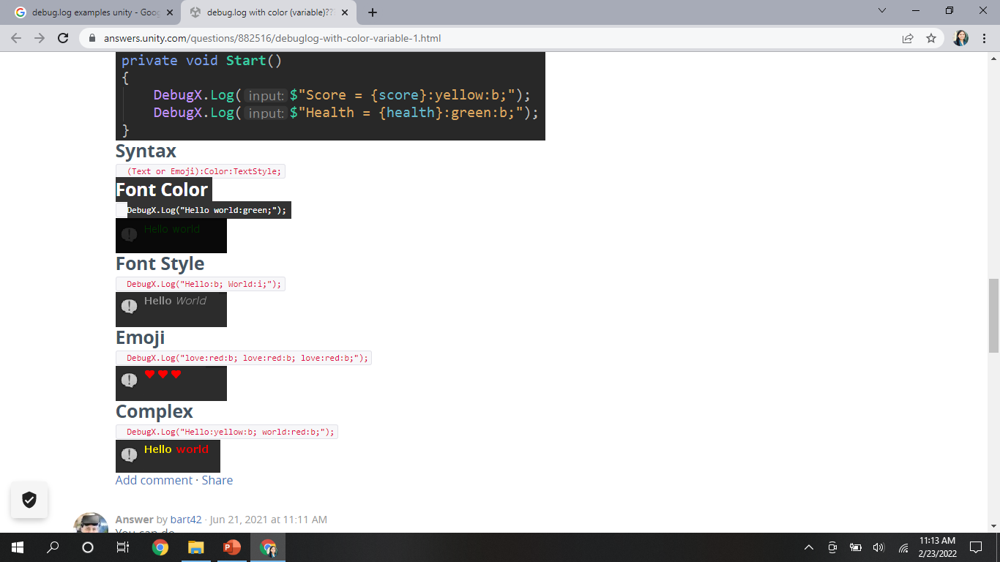 debug.log examples unity - Goo
debug.log with color (variable)??
answers.unity.com/questions/882516/debuglog-with-color-variable-1.html
private void Start()
{
DebugX.Log( input: $"Score = {score}:yellow:b;");
DebugX.Log( input: $"Health = {health}:green:b;");
}
Syntax
(Text or Emoji):Color:TextStyle;
Font Color
DebugX.Log("Hello world:green;");
Hello world
Font Style
DebugX.Log("Hello:b; World:i;");
Hello World
Emoji
DebugX.Log("love:red:b; love:red:b; love:red:b;");
Complex
DebugX.Log("Hello:yellow:b; world:red:b;");
Hello world
Add comment · Share
Answer by bart42 · Jun 21, 2021 at 11:11 AM
You can do
11:13 AM
2/23/2022